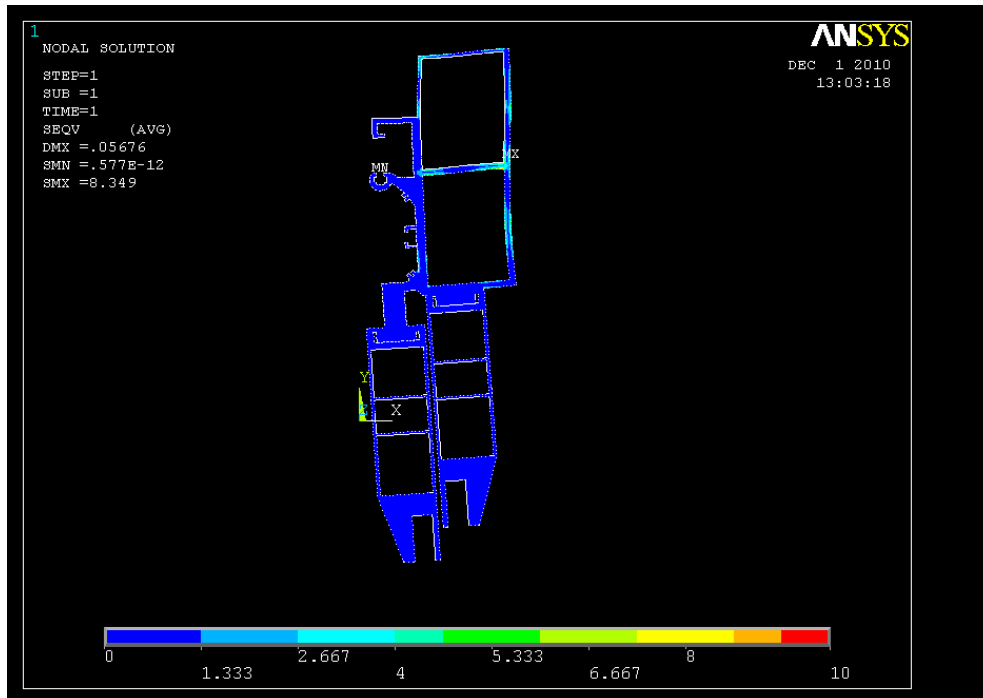 1
NODAL SOLUTION
STEP=1
SUB =1
TIME=1
SEQV (AVG)
DMX =.05676
SMN =.577E-12
SMX =8.349
ANSYS
DEC 1 2010
13:03:18
MX
MN
Y
Z X
0 1.333 2.667 4 5.333 6.667 8 10